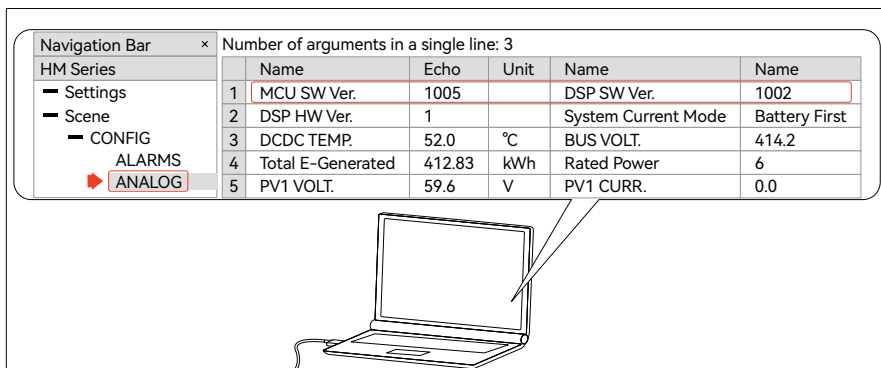 Navigation Bar ×
HM Series
Settings
Scene
CONFIG
ALARMS
ANALOG
Number of arguments in a single line: 3
Name Echo Unit Name Name
1 MCU SW Ver. 1005 DSP SW Ver. 1002
2 DSP HW Ver. 1 System Current Mode Battery First
3 DCDC TEMP. 52.0 ℃ BUS VOLT. 414.2
4 Total E-Generated 412.83 kWh Rated Power 6
5 PV1 VOLT. 59.6 V PV1 CURR. 0.0